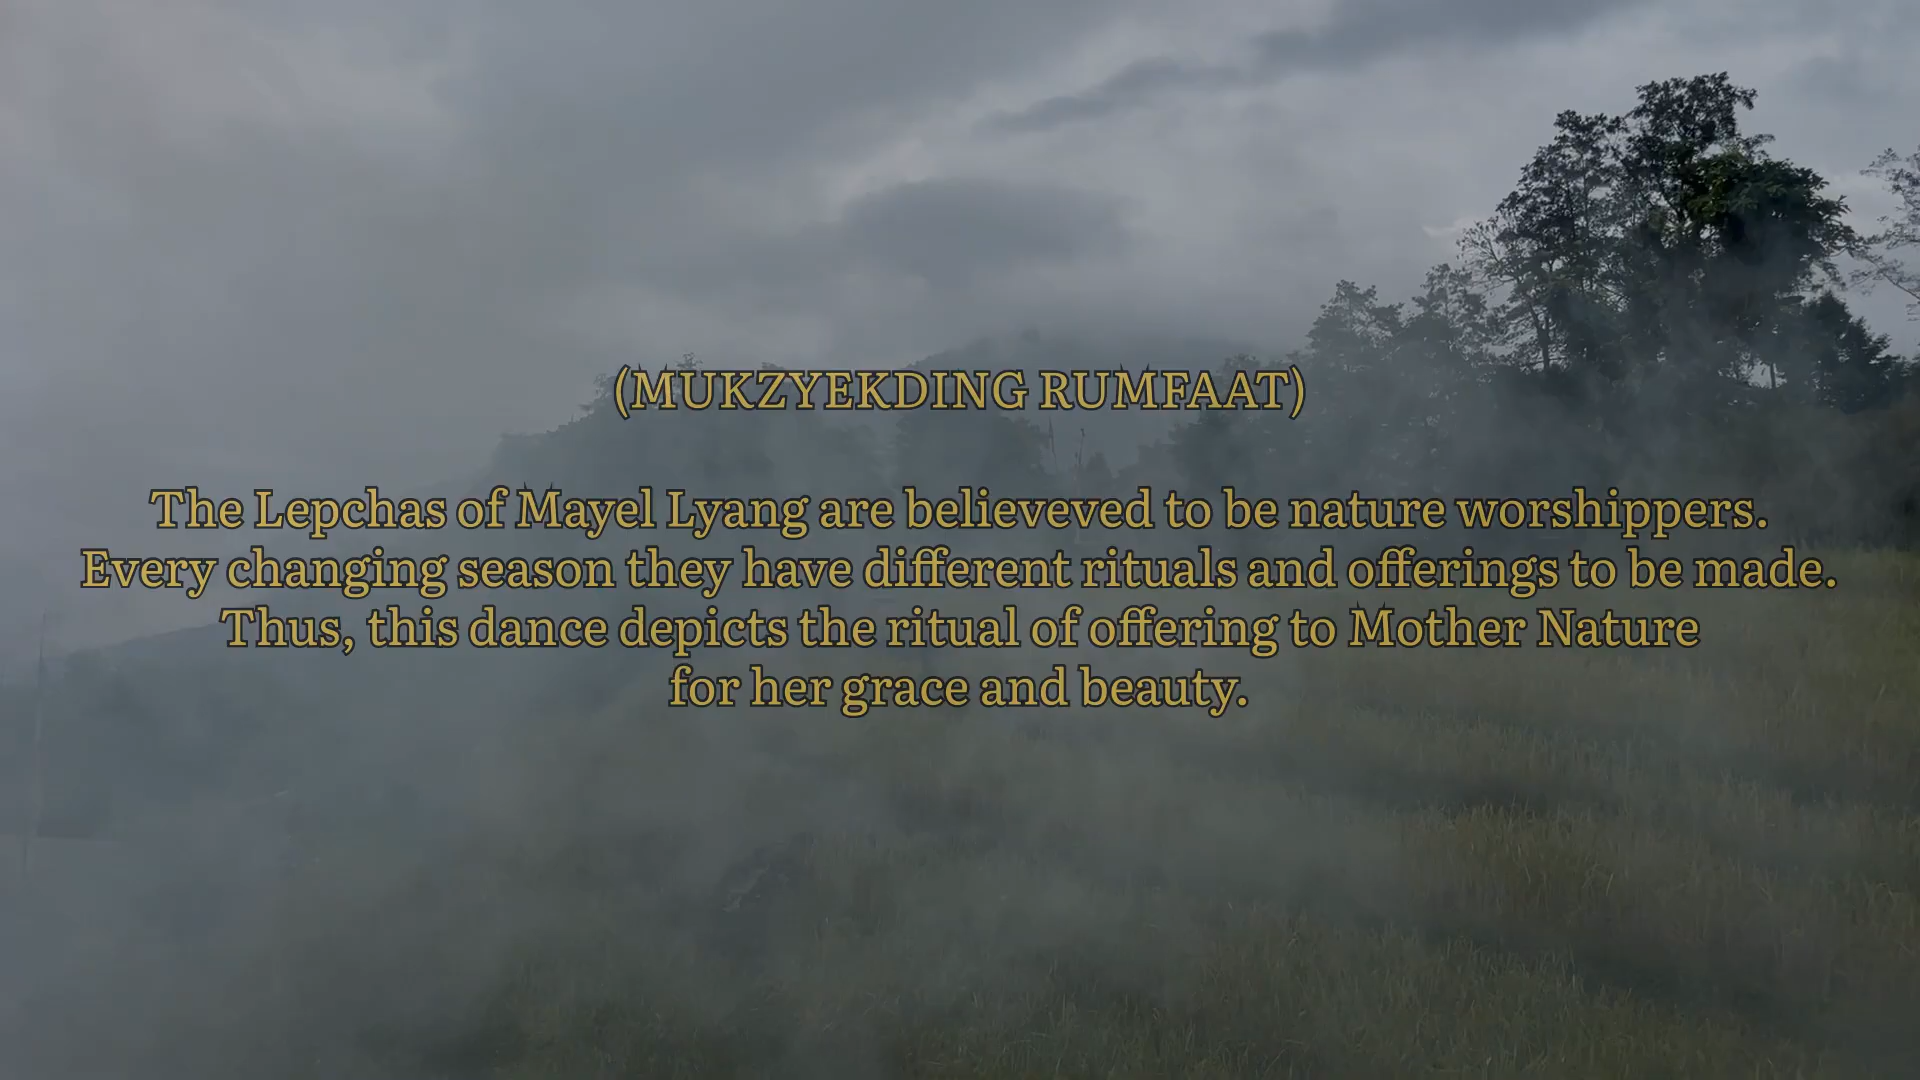 (MUKZYEKDING RUMFAAT)
The Lepchas of Mayel Lyang are believeved to be nature worshippers.
Every changing season they have different rituals and offerings to be made.
Thus, this dance depicts the ritual of offering to Mother Nature
for her grace and beauty.